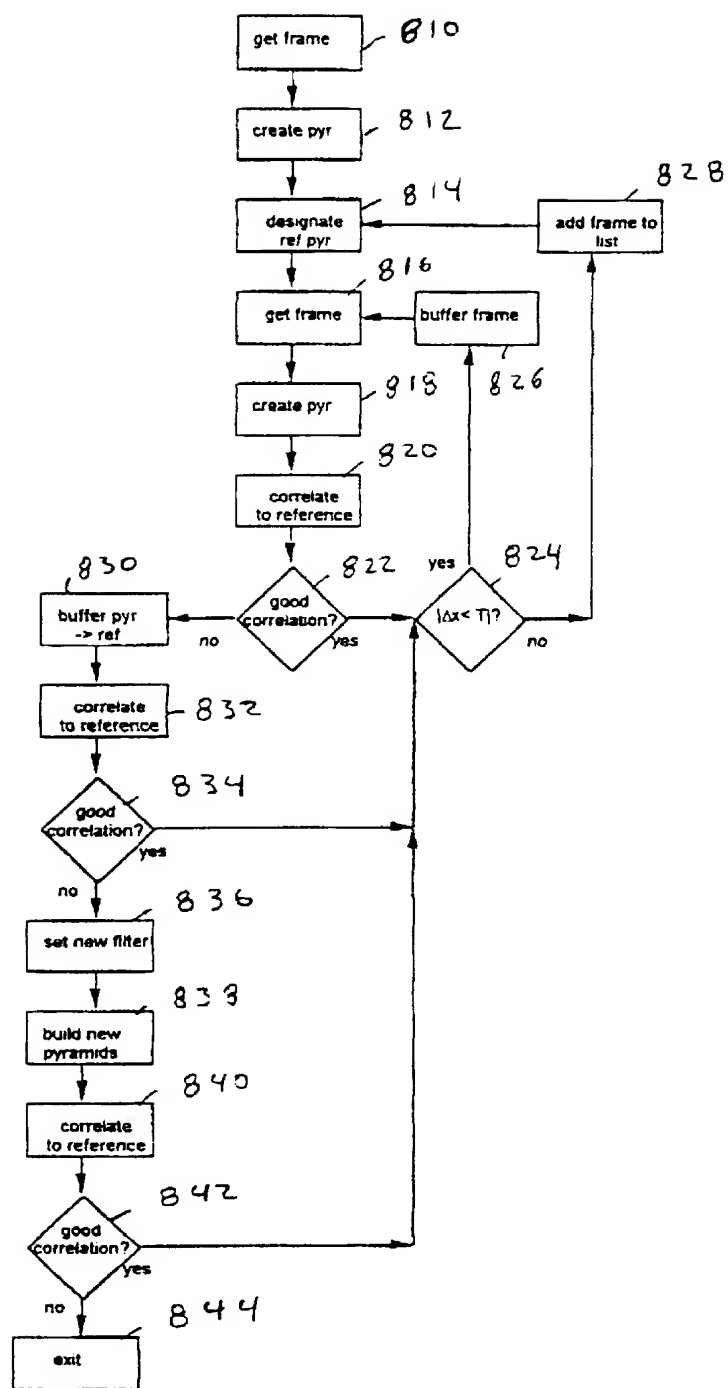 get frame
810
create pyr
812
designate
ref pyr
814
add frame to
list
828
get frame
816
buffer frame
826
create pyr
818
correlate
to reference
820
good
correlation?
822
no
yes
|Δx< T|?
824
yes
no
buffer pyr
-> ref
830
correlate
to reference
832
good
correlation?
834
yes
no
set new filter
836
build new
pyramids
838
correlate
to reference
840
good
correlation?
842
yes
no
exit
844